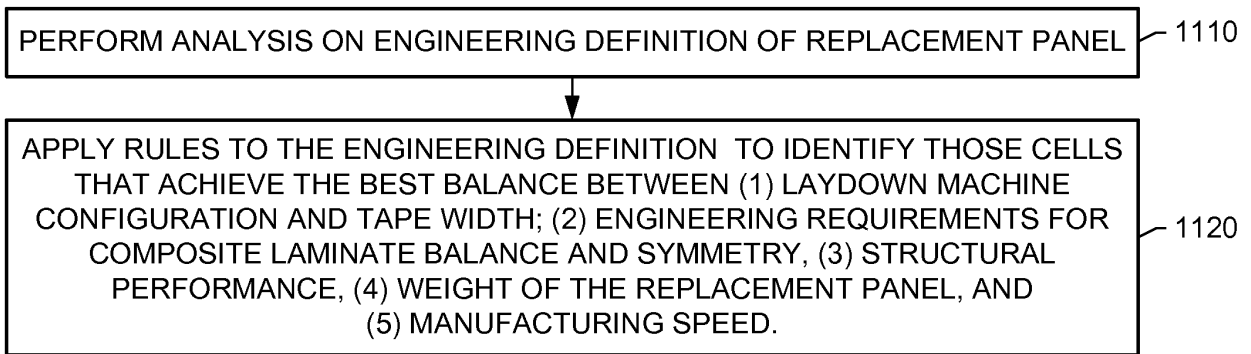 PERFORM ANALYSIS ON ENGINEERING DEFINITION OF REPLACEMENT PANEL
1110
APPLY RULES TO THE ENGINEERING DEFINITION TO IDENTIFY THOSE CELLS
THAT ACHIEVE THE BEST BALANCE BETWEEN (1) LAYDOWN MACHINE
CONFIGURATION AND TAPE WIDTH; (2) ENGINEERING REQUIREMENTS FOR
COMPOSITE LAMINATE BALANCE AND SYMMETRY, (3) STRUCTURAL
PERFORMANCE, (4) WEIGHT OF THE REPLACEMENT PANEL, AND
(5) MANUFACTURING SPEED.
1120